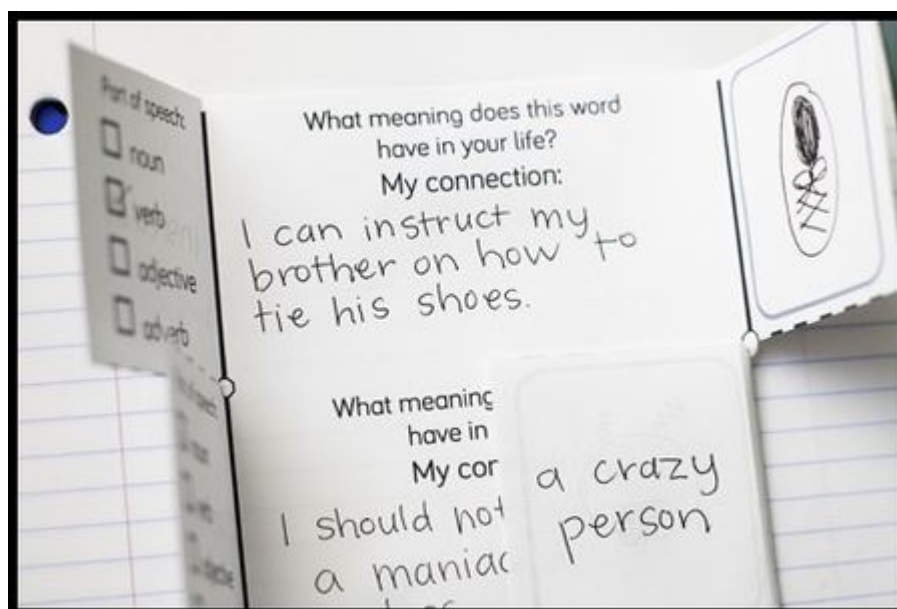 Part of speech:
noun
verb
adjective
adverb
What meaning does this word
have in your life?
My connection:
I can instruct my
brother on how to
tie his shoes.
What meaning
have in
My con
I should not
a maniac
a crazy
person